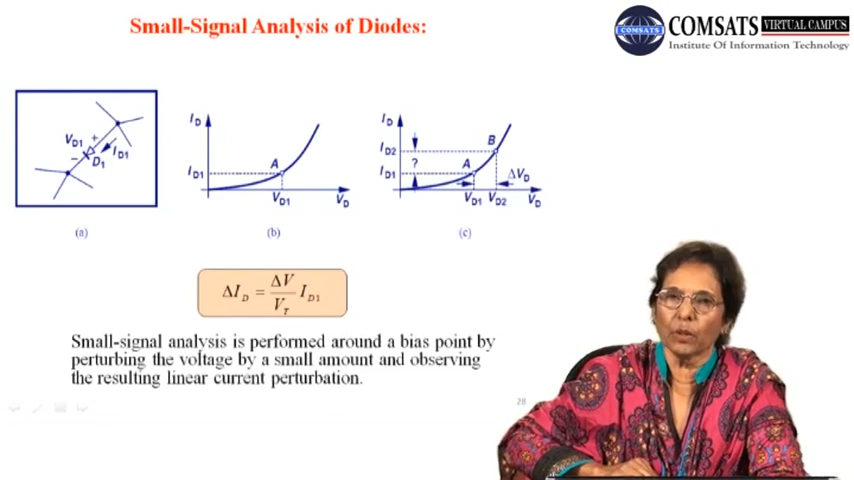 Small-Signal Analysis of Diodes:
COMSATS
COMSATS VIRTUAL CAMPUS
Institute Of Information Technology
V_D1 + I_D1
− D_1
(a)
I_D
I_D1
A
V_D1 V_D
(b)
I_D
I_D2
B
?
I_D1
A
ΔV_D
V_D1 V_D2 V_D
(c)
ΔI_D = ΔV / V_T I_D1
Small-signal analysis is performed around a bias point by
perturbing the voltage by a small amount and observing
the resulting linear current perturbation.
28